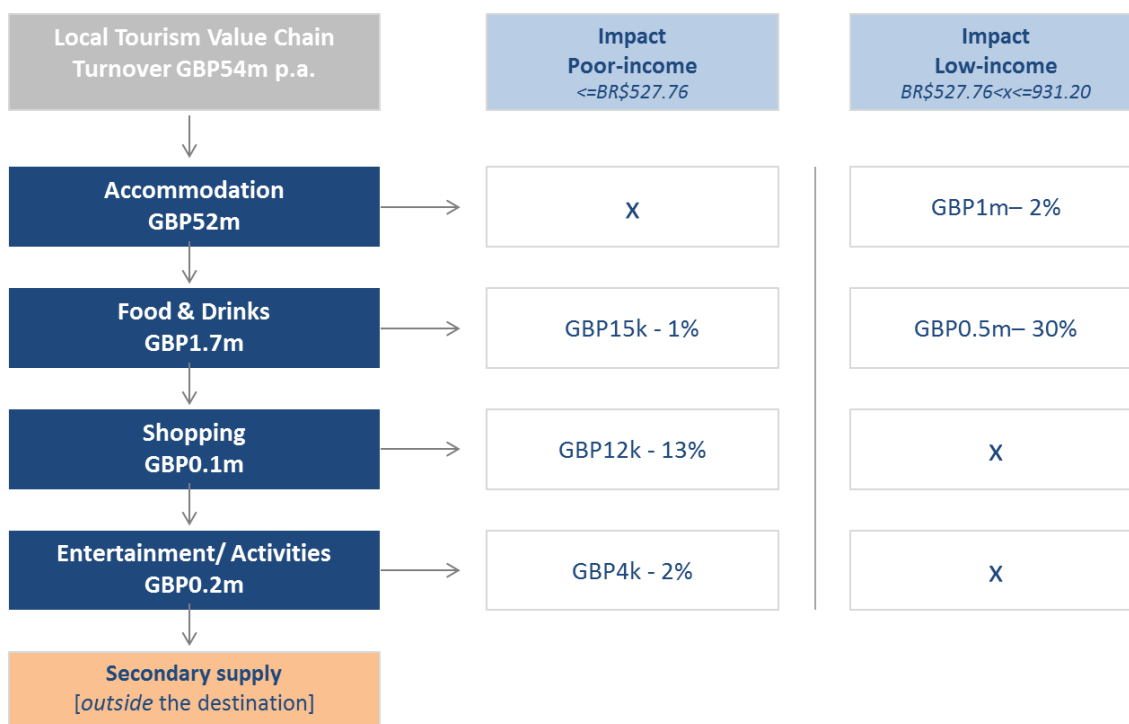 Local Tourism Value Chain
Turnover GBP54m p.a.
Impact
Poor-income
<=BR$527.76
Impact
Low-income
BR$527.76<x<=931.20
Accommodation
GBP52m
x
GBP1m– 2%
Food & Drinks
GBP1.7m
GBP15k - 1%
GBP0.5m– 30%
Shopping
GBP0.1m
GBP12k - 13%
x
Entertainment/ Activities
GBP0.2m
GBP4k - 2%
x
Secondary supply
[outside the destination]